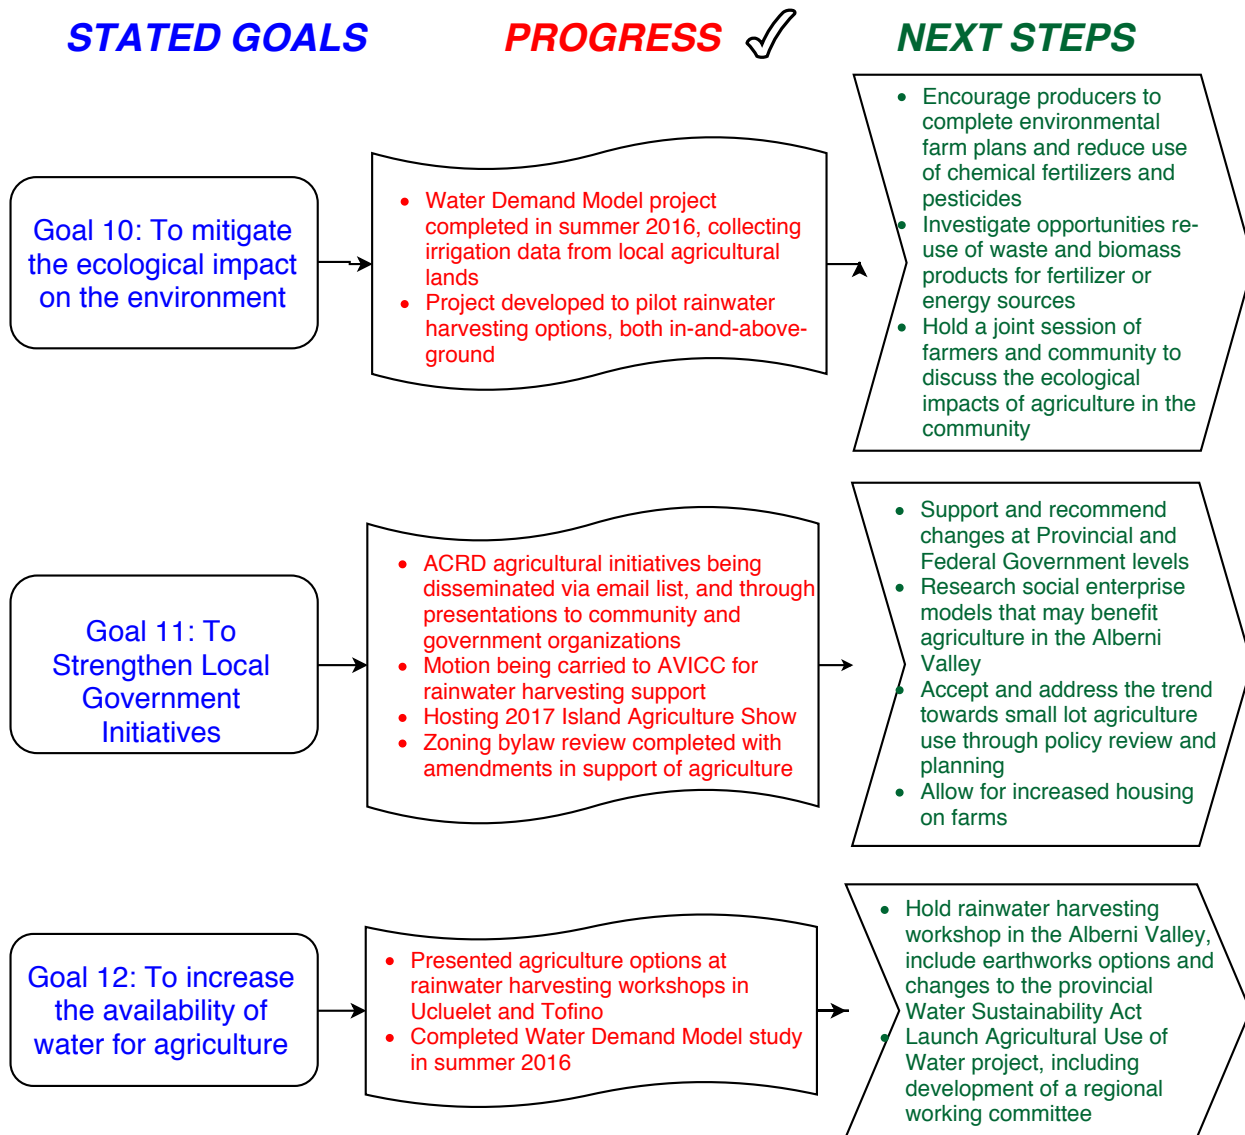 STATED GOALS
PROGRESS
NEXT STEPS
Goal 10: To mitigate
the ecological impact
on the environment
• Water Demand Model project
completed in summer 2016, collecting
irrigation data from local agricultural
lands
• Project developed to pilot rainwater
harvesting options, both in-and-above-
ground
• Encourage producers to
complete environmental
farm plans and reduce use
of chemical fertilizers and
pesticides
• Investigate opportunities re-
use of waste and biomass
products for fertilizer or
energy sources
• Hold a joint session of
farmers and community to
discuss the ecological
impacts of agriculture in the
community
Goal 11: To
Strengthen Local
Government
Initiatives
• ACRD agricultural initiatives being
disseminated via email list, and through
presentations to community and
government organizations
• Motion being carried to AVICC for
rainwater harvesting support
• Hosting 2017 Island Agriculture Show
• Zoning bylaw review completed with
amendments in support of agriculture
• Support and recommend
changes at Provincial and
Federal Government levels
• Research social enterprise
models that may benefit
agriculture in the Alberni
Valley
• Accept and address the trend
towards small lot agriculture
use through policy review and
planning
• Allow for increased housing
on farms
Goal 12: To increase
the availability of
water for agriculture
• Presented agriculture options at
rainwater harvesting workshops in
Ucluelet and Tofino
• Completed Water Demand Model study
in summer 2016
• Hold rainwater harvesting
workshop in the Alberni Valley,
include earthworks options and
changes to the provincial
Water Sustainability Act
• Launch Agricultural Use of
Water project, including
development of a regional
working committee